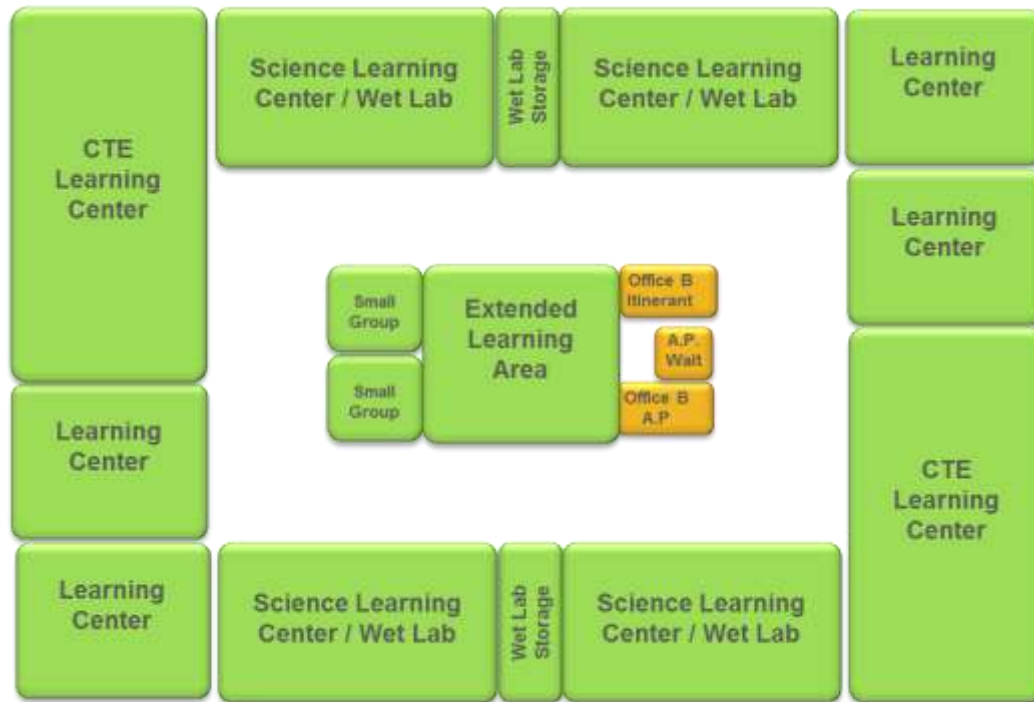 CTE
Learning
Center
Science Learning
Center / Wet Lab
Wet Lab
Storage
Science Learning
Center / Wet Lab
Learning
Center
Learning
Center
Small
Group
Small
Group
Extended
Learning
Area
Office B
Itinerant
A.P.
Wait
Office B
A.P
Learning
Center
Learning
Center
Science Learning
Center / Wet Lab
Wet Lab
Storage
Science Learning
Center / Wet Lab
CTE
Learning
Center